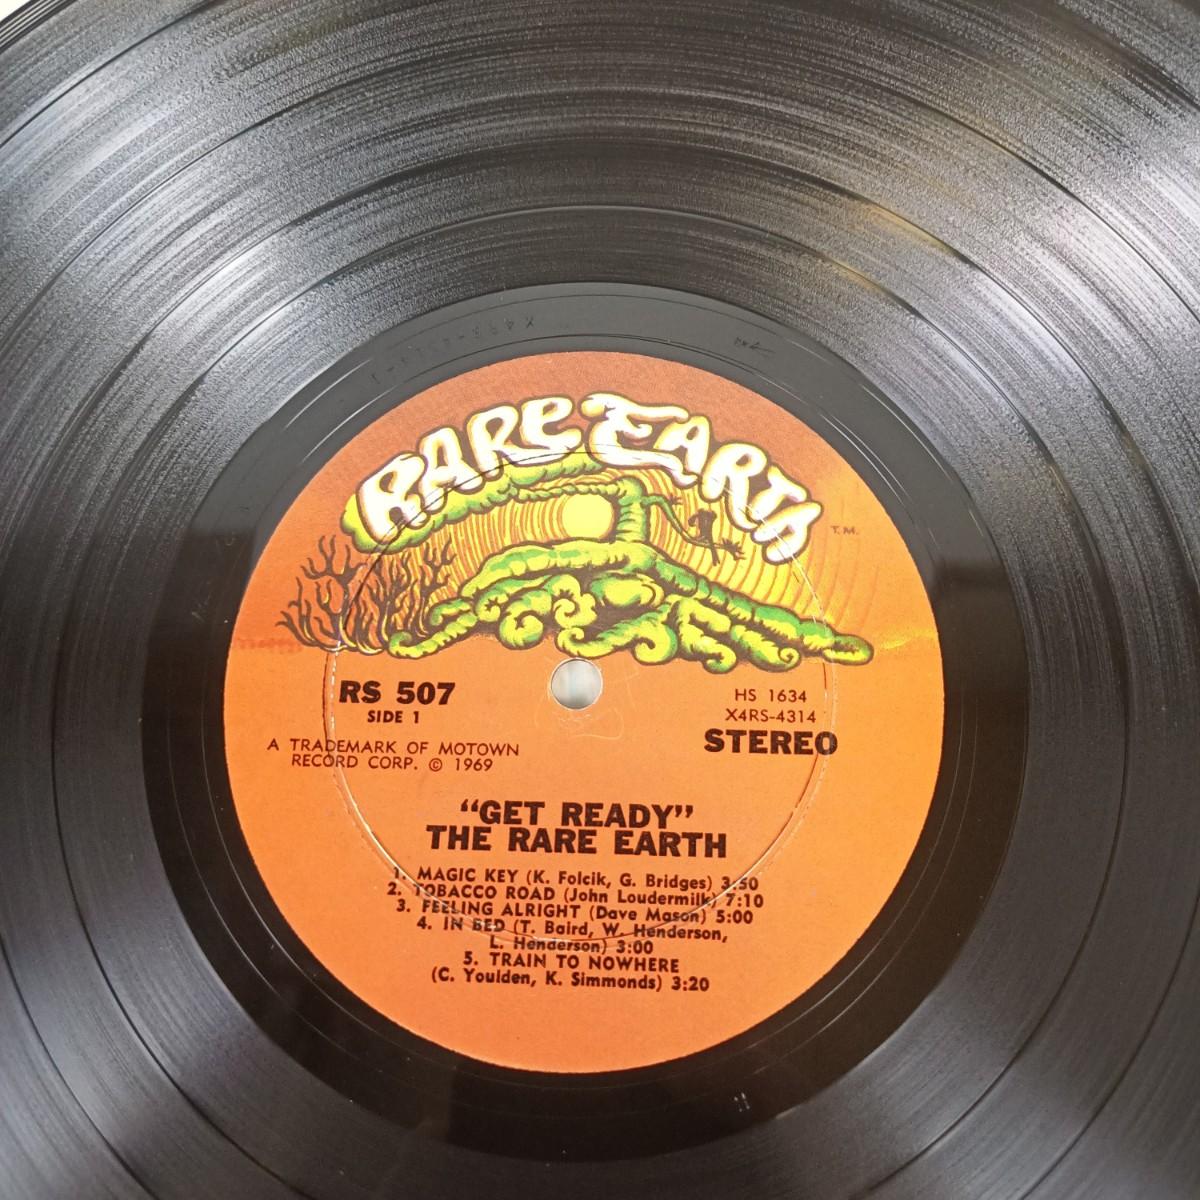 RARE EARTH
T.M.
RS 507
SIDE 1
A TRADEMARK OF MOTOWN
RECORD CORP. © 1969
HS 1634
X4RS-4314
STEREO
"GET READY"
THE RARE EARTH
1. MAGIC KEY (K. Folcik, G. Bridges) 3:50
2. TOBACCO ROAD (John Loudermilk) 7:10
3. FEELING ALRIGHT (Dave Mason) 5:00
4. IN BED (T. Baird, W. Henderson,
L. Henderson) 3:00
5. TRAIN TO NOWHERE
(C. Youlden, K. Simmonds) 3:20